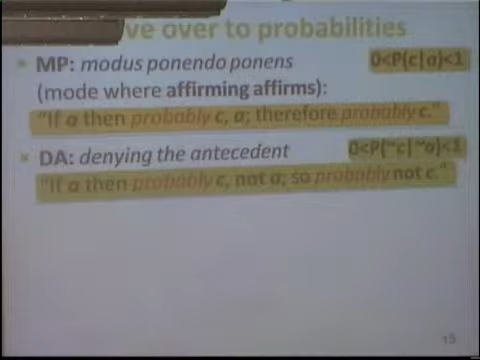 ve over to probabilities
MP: modus ponendo ponens 0<P(c|a)<1
(mode where affirming affirms):
"If a then probably c, a; therefore probably c."
DA: denying the antecedent 0<P(~c|~a)<1
"If a then probably c, not a; so probably not c."
15